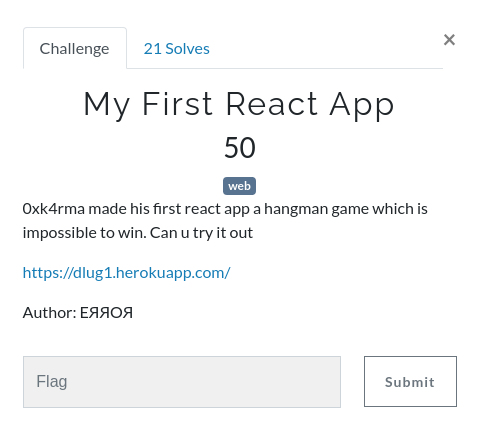 Challenge
21 Solves
×
My First React App
50
web
0xk4rma made his first react app a hangman game which is
impossible to win. Can u try it out
https://dlug1.herokuapp.com/
Author: EЯЯOЯ
Flag
Submit